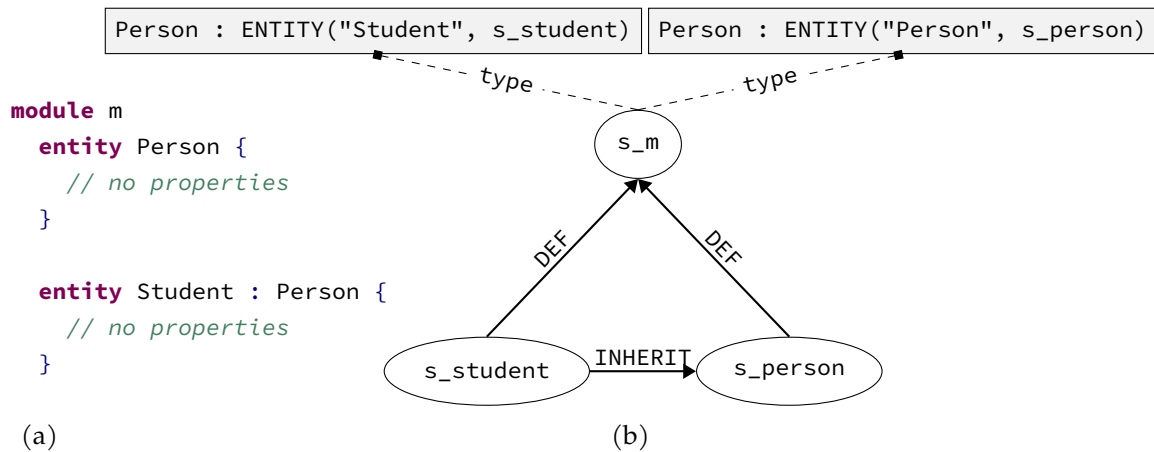 Person : ENTITY("Student", s_student)
Person : ENTITY("Person", s_person)
type
type
module m
entity Person {
// no properties
}
entity Student : Person {
// no properties
}
s_m
DEF
DEF
s_student
INHERIT
s_person
(a)
(b)